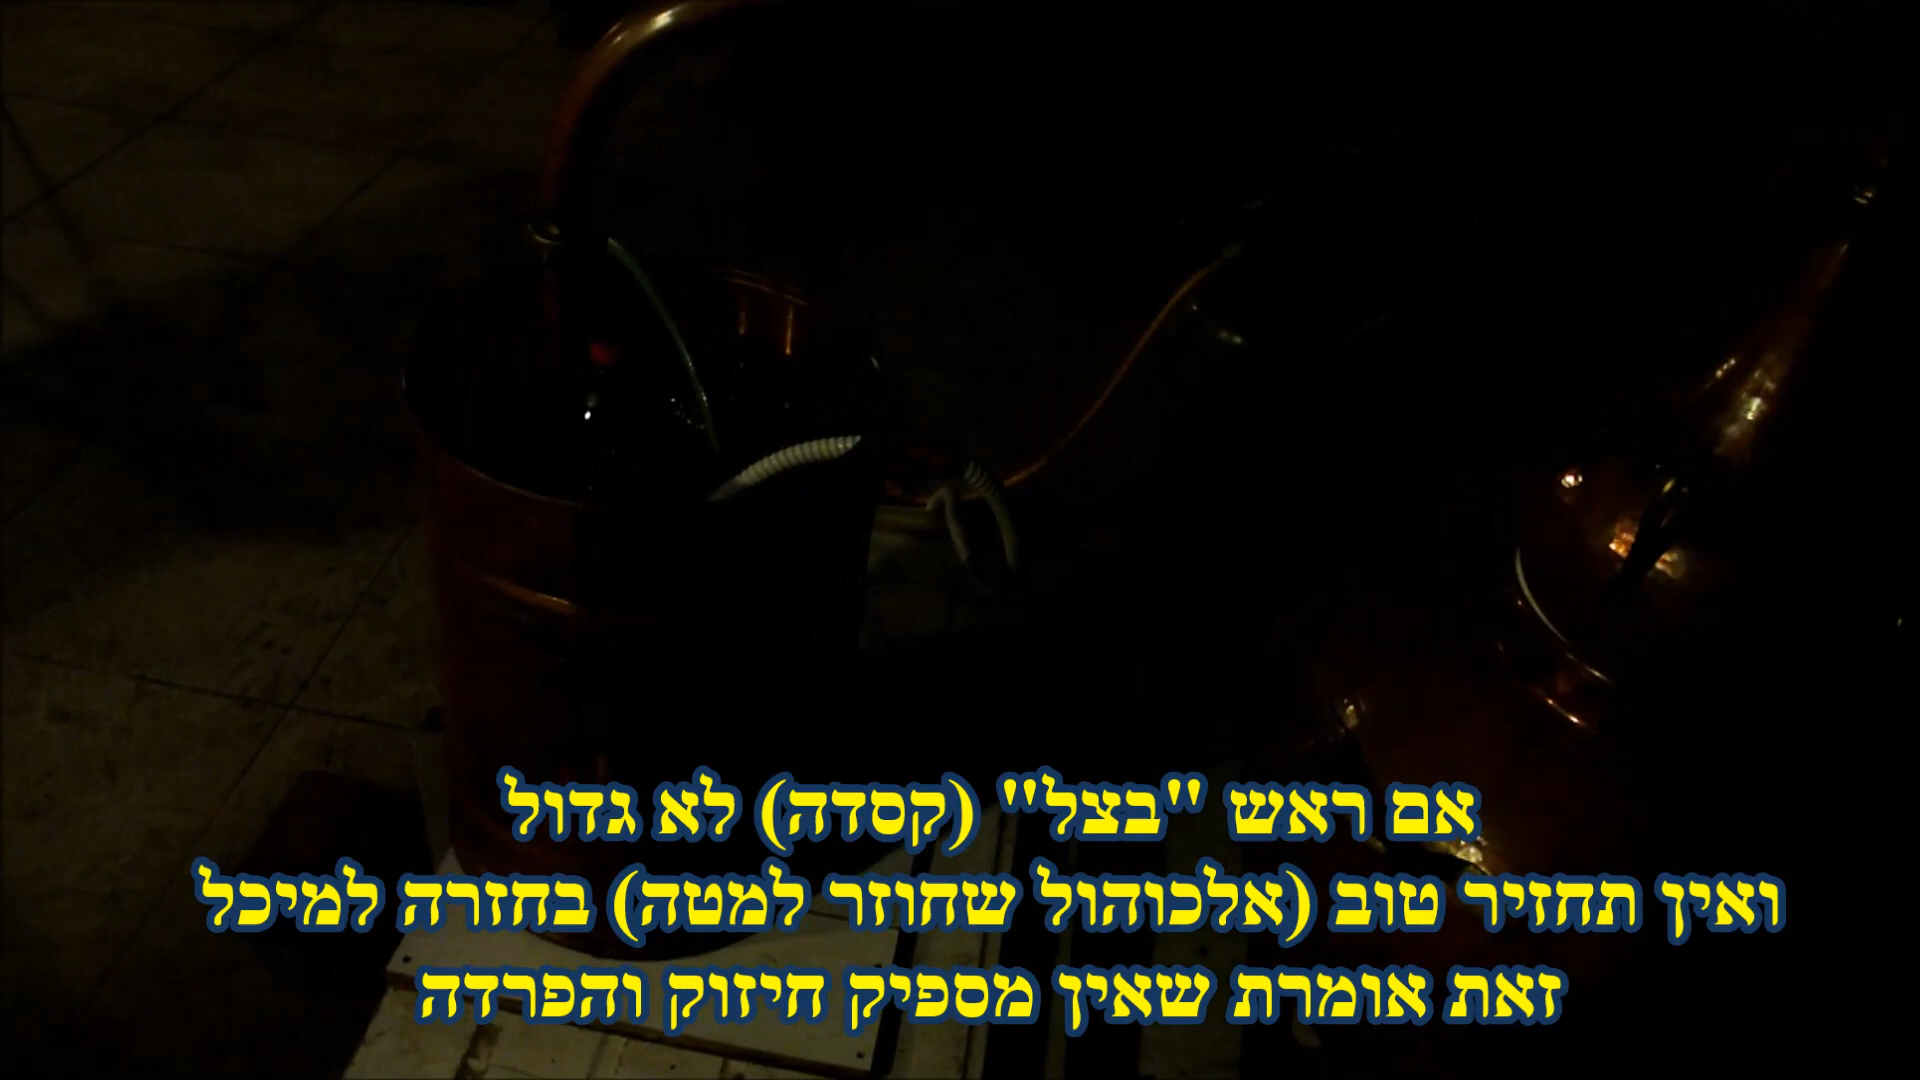 אם ראש "בצל" (קסדה) לא גדול
ואין תחזיר טוב (אלכוהול שחוזר למטה) בחזרה למיכל
זאת אומרת שאין מספיק חיזוק והפרדה